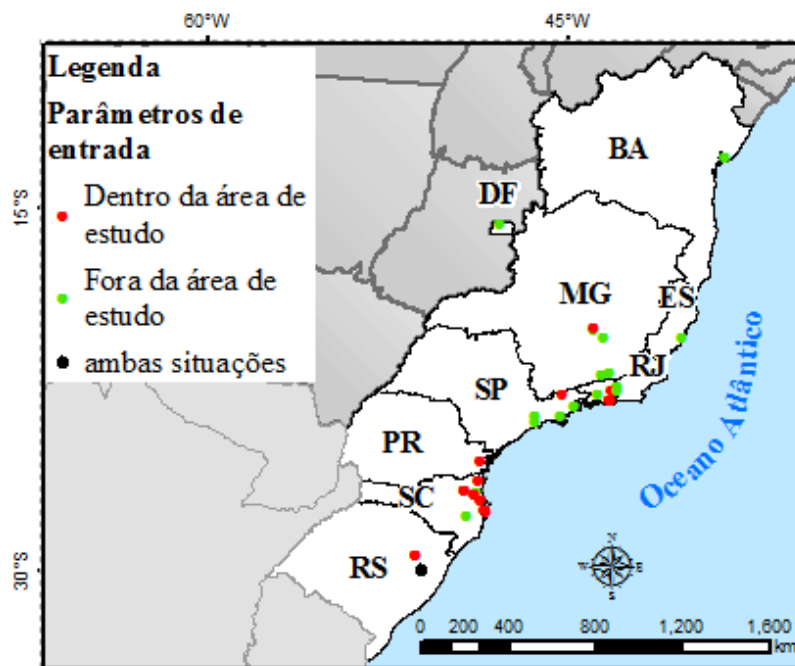 60°W
45°W
Legenda
Parâmetros de
entrada
Dentro da área de
estudo
Fora da área de
estudo
ambas situações
15°S
30°S
BA
DF
MG
ES
RJ
SP
PR
SC
RS
Oceano Atlântico
N
W
E
S
0 200 400 800 1,200 1,600
km